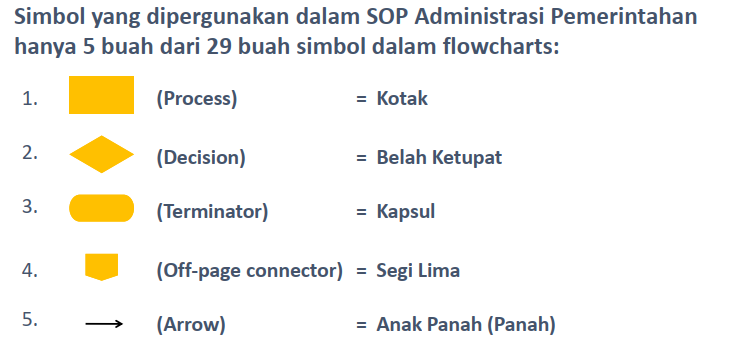 Simbol yang dipergunakan dalam SOP Administrasi Pemerintahan
hanya 5 buah dari 29 buah simbol dalam flowcharts:
1. (Process) = Kotak
2. (Decision) = Belah Ketupat
3. (Terminator) = Kapsul
4. (Off-page connector) = Segi Lima
5. (Arrow) = Anak Panah (Panah)